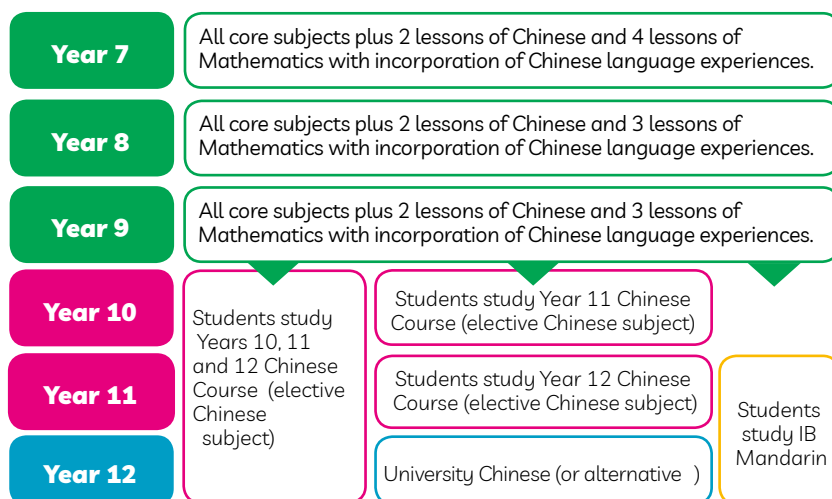 Year 7
All core subjects plus 2 lessons of Chinese and 4 lessons of
Mathematics with incorporation of Chinese language experiences.
Year 8
All core subjects plus 2 lessons of Chinese and 3 lessons of
Mathematics with incorporation of Chinese language experiences.
Year 9
All core subjects plus 2 lessons of Chinese and 3 lessons of
Mathematics with incorporation of Chinese language experiences.
Year 10
Year 11
Year 12
Students study
Years 10, 11
and 12 Chinese
Course (elective
Chinese
subject)
Students study Year 11 Chinese
Course (elective Chinese subject)
Students study Year 12 Chinese
Course (elective Chinese subject)
University Chinese (or alternative )
Students
study IB
Mandarin